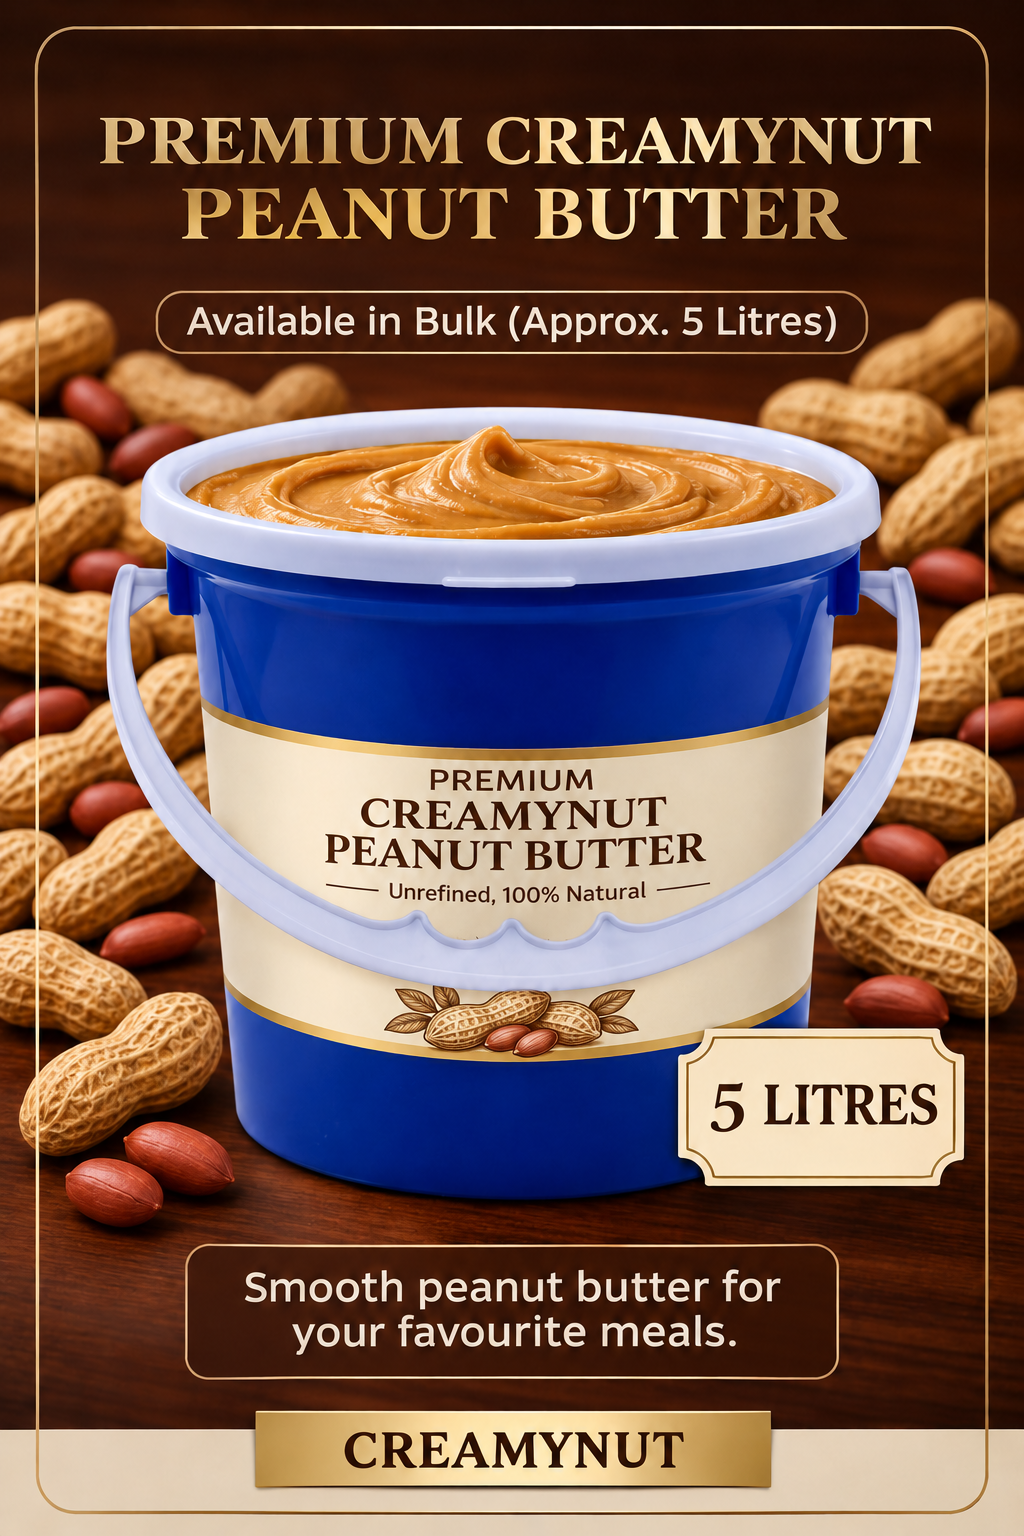 PREMIUM CREAMYNUT
PEANUT BUTTER
Available in Bulk (Approx. 5 Litres)
PREMIUM
CREAMYNUT
PEANUT BUTTER
Unrefined, 100% Natural
5 LITRES
Smooth peanut butter for
your favourite meals.
CREAMYNUT